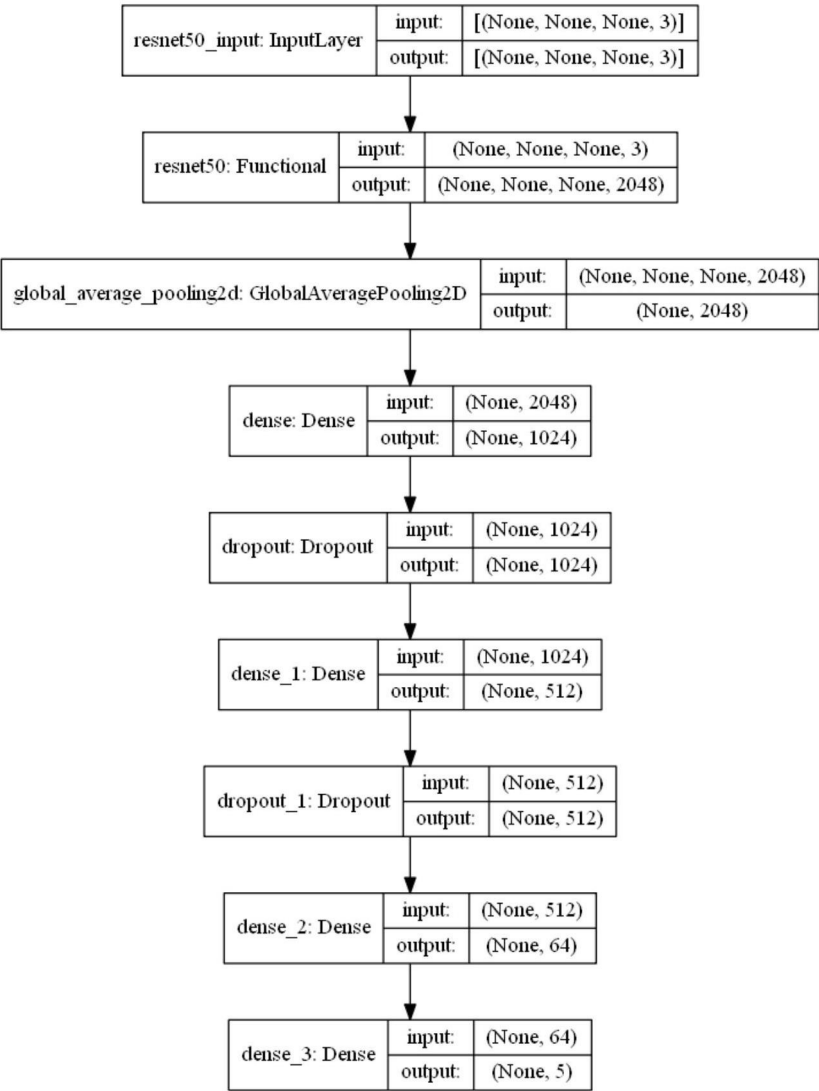 resnet50_input: InputLayer
input: [(None, None, None, 3)]
output: [(None, None, None, 3)]
resnet50: Functional
input: (None, None, None, 3)
output: (None, None, None, 2048)
global_average_pooling2d: GlobalAveragePooling2D
input: (None, None, None, 2048)
output: (None, 2048)
dense: Dense
input: (None, 2048)
output: (None, 1024)
dropout: Dropout
input: (None, 1024)
output: (None, 1024)
dense_1: Dense
input: (None, 1024)
output: (None, 512)
dropout_1: Dropout
input: (None, 512)
output: (None, 512)
dense_2: Dense
input: (None, 512)
output: (None, 64)
dense_3: Dense
input: (None, 64)
output: (None, 5)